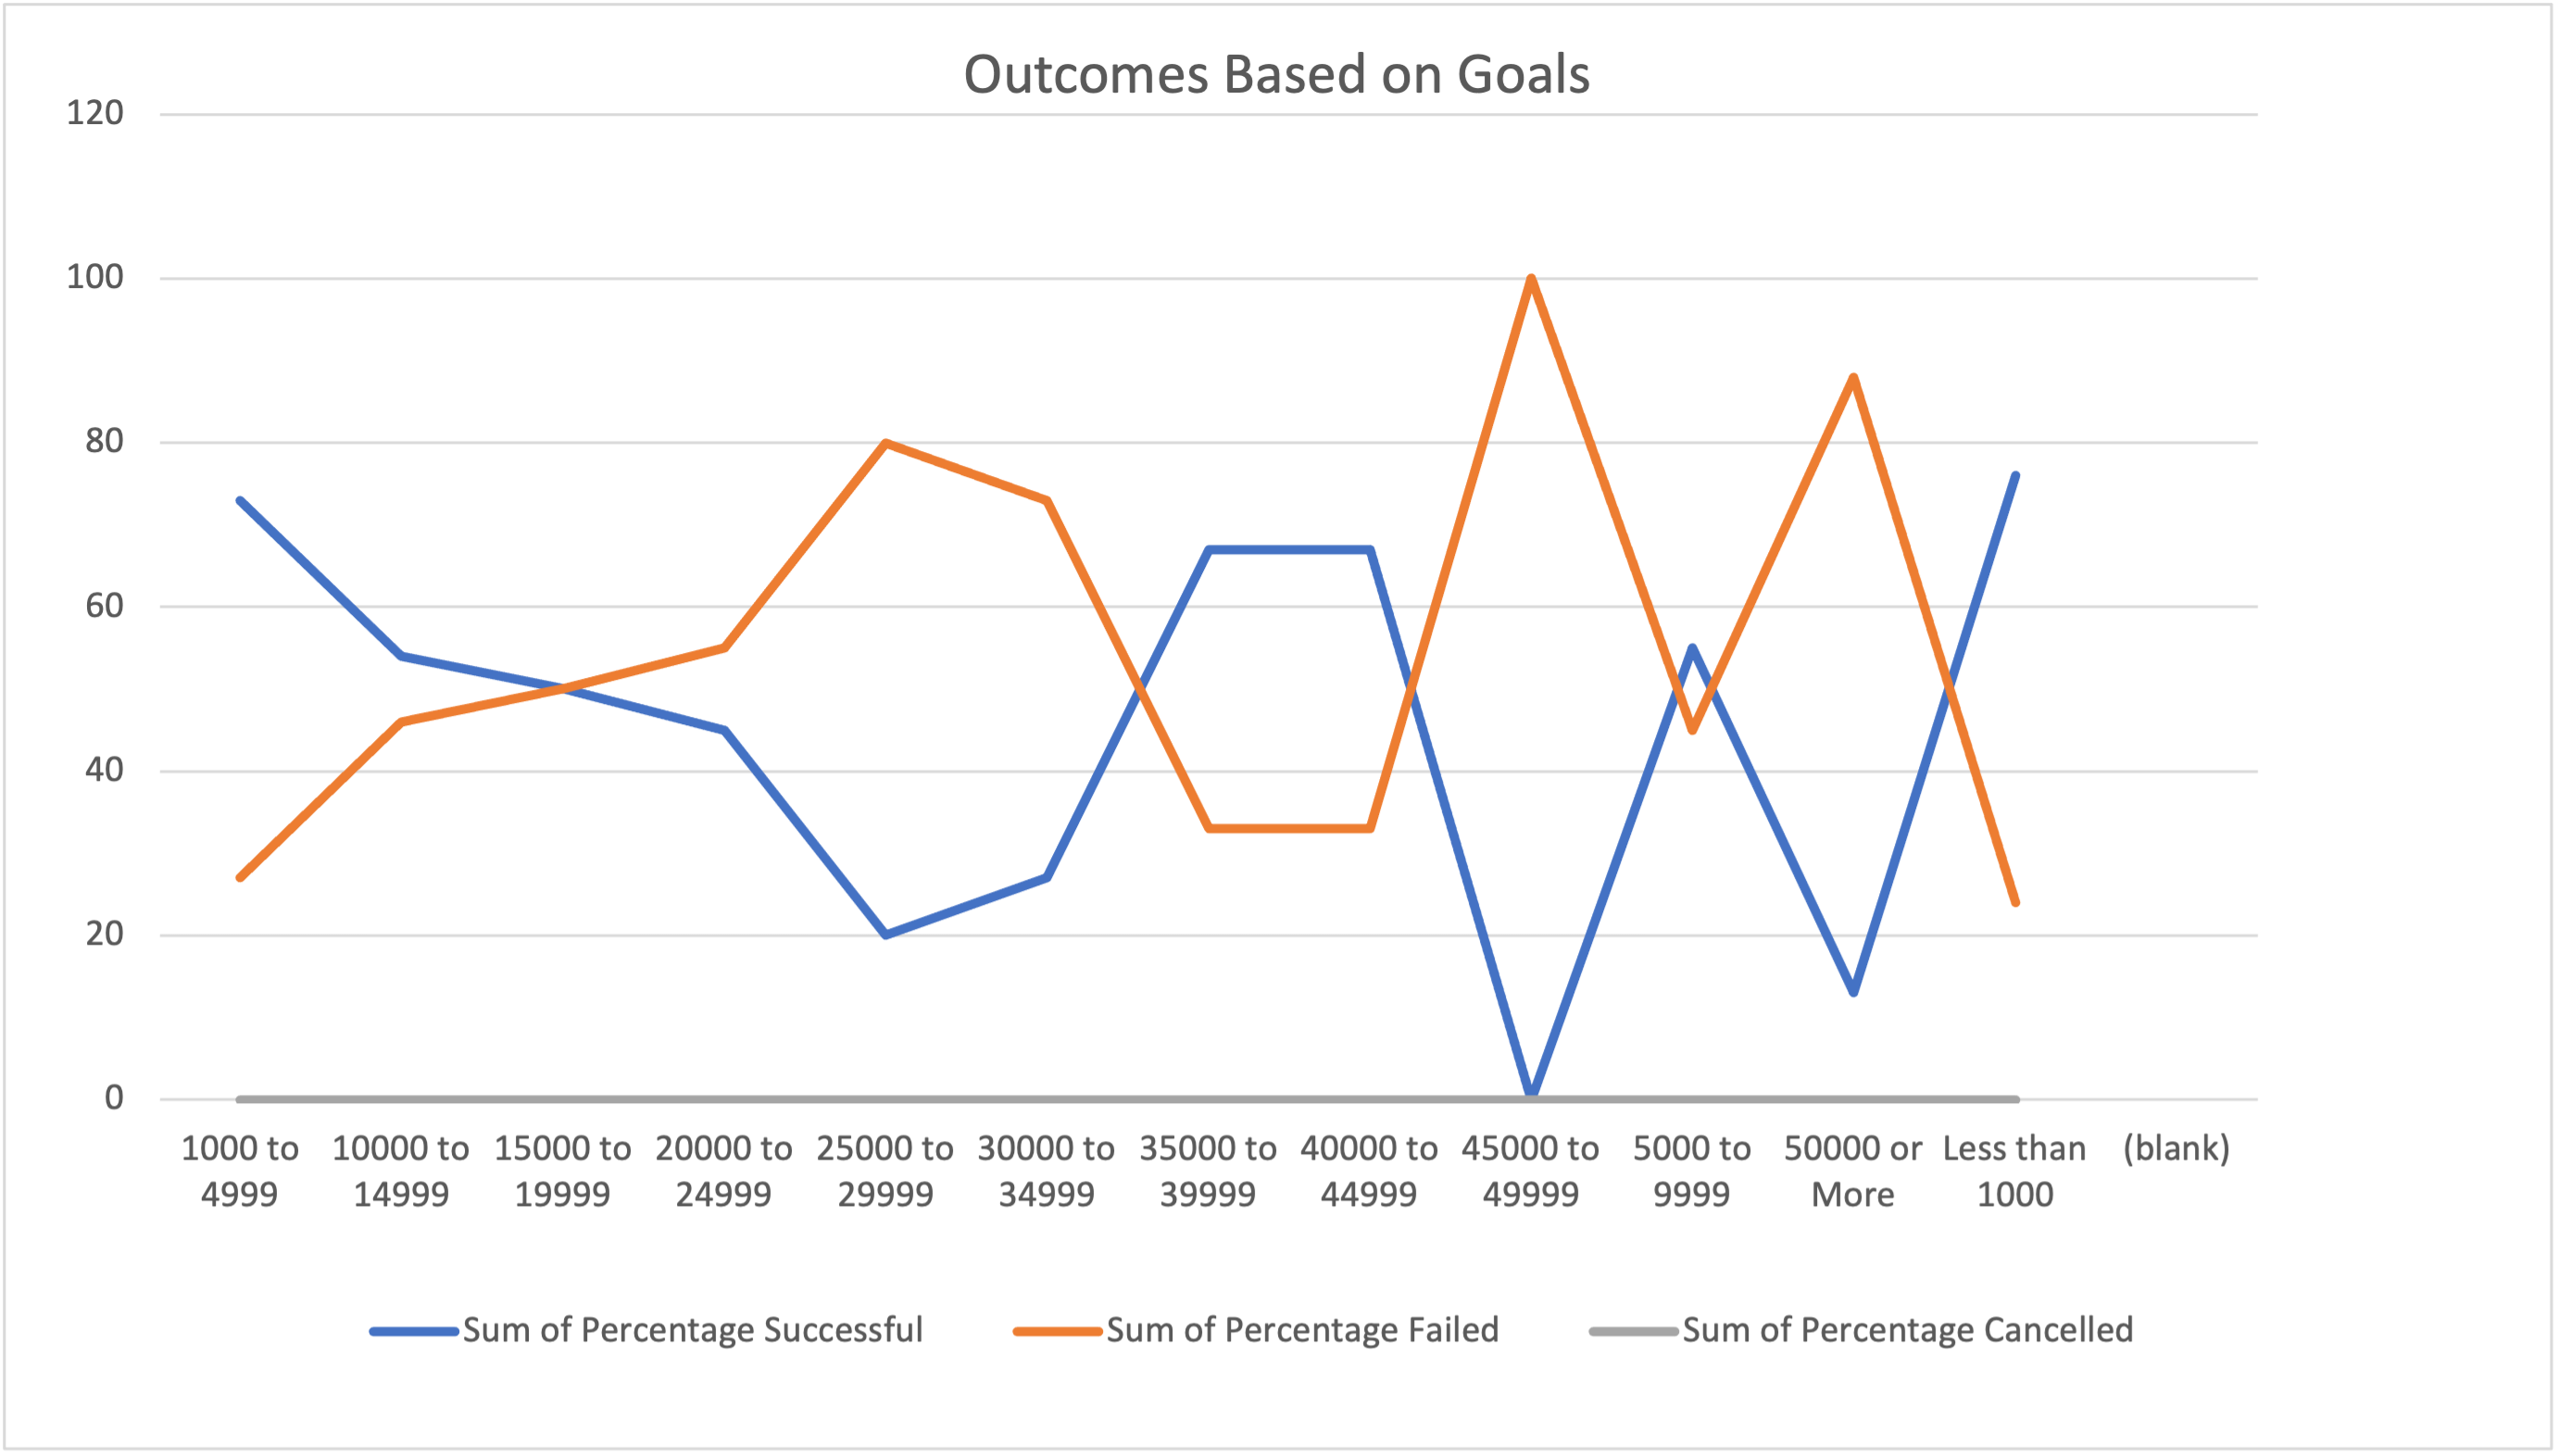 Outcomes Based on Goals
120
100
80
60
40
20
0
1000 to 10000 to 15000 to 20000 to 25000 to 30000 to 35000 to 40000 to 45000 to 5000 to 50000 or Less than (blank)
4999 14999 19999 24999 29999 34999 39999 44999 49999 9999 More 1000
Sum of Percentage Successful Sum of Percentage Failed Sum of Percentage Cancelled